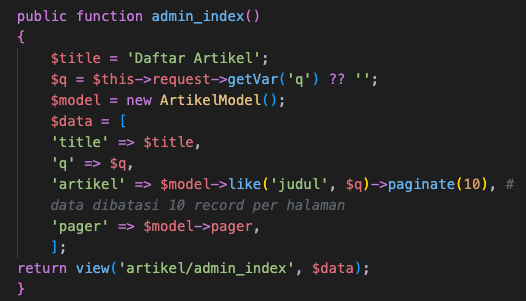 public function admin_index()
{
$title = 'Daftar Artikel';
$q = $this->request->getVar('q') ?? '';
$model = new ArtikelModel();
$data = [
'title' => $title,
'q' => $q,
'artikel' => $model->like('judul', $q)->paginate(10), #
data dibatasi 10 record per halaman
'pager' => $model->pager,
];
return view('artikel/admin_index', $data);
}